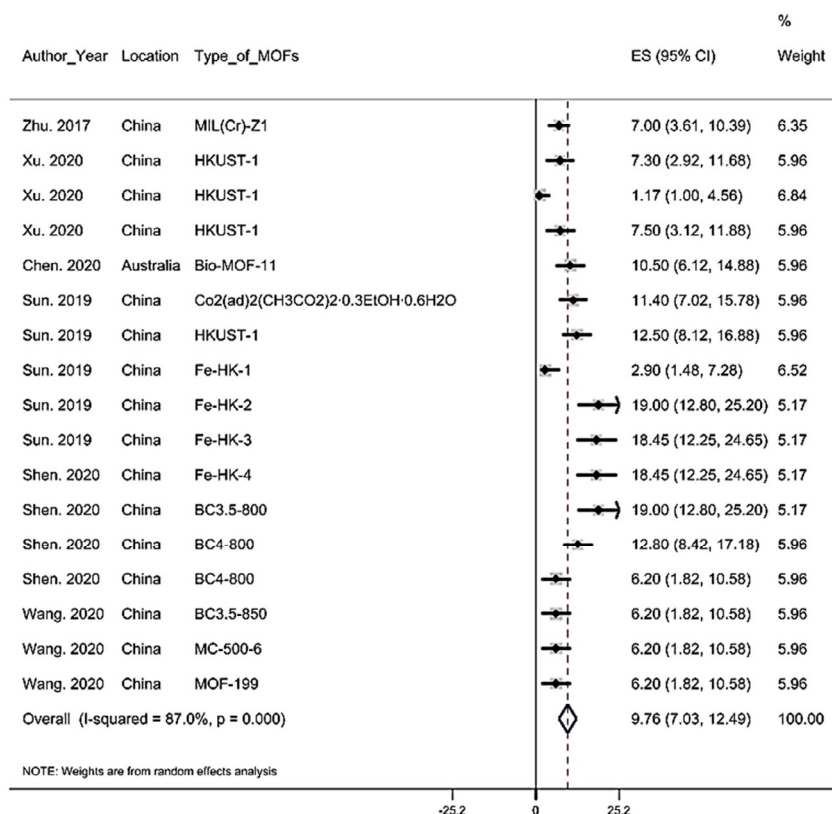 %
Author_Year Location Type_of_MOFs ES (95% CI) Weight
Zhu. 2017 China MIL(Cr)-Z1 7.00 (3.61, 10.39) 6.35
Xu. 2020 China HKUST-1 7.30 (2.92, 11.68) 5.96
Xu. 2020 China HKUST-1 1.17 (1.00, 4.56) 6.84
Xu. 2020 China HKUST-1 7.50 (3.12, 11.88) 5.96
Chen. 2020 Australia Bio-MOF-11 10.50 (6.12, 14.88) 5.96
Sun. 2019 China Co2(ad)2(CH3CO2)2·0.3EtOH·0.6H2O 11.40 (7.02, 15.78) 5.96
Sun. 2019 China HKUST-1 12.50 (8.12, 16.88) 5.96
Sun. 2019 China Fe-HK-1 2.90 (1.48, 7.28) 6.52
Sun. 2019 China Fe-HK-2 19.00 (12.80, 25.20) 5.17
Sun. 2019 China Fe-HK-3 18.45 (12.25, 24.65) 5.17
Shen. 2020 China Fe-HK-4 18.45 (12.25, 24.65) 5.17
Shen. 2020 China BC3.5-800 19.00 (12.80, 25.20) 5.17
Shen. 2020 China BC4-800 12.80 (8.42, 17.18) 5.96
Shen. 2020 China BC4-800 6.20 (1.82, 10.58) 5.96
Wang. 2020 China BC3.5-850 6.20 (1.82, 10.58) 5.96
Wang. 2020 China MC-500-6 6.20 (1.82, 10.58) 5.96
Wang. 2020 China MOF-199 6.20 (1.82, 10.58) 5.96
Overall (I-squared = 87.0%, p = 0.000) 9.76 (7.03, 12.49) 100.00
NOTE: Weights are from random effects analysis
-25.2 0 25.2